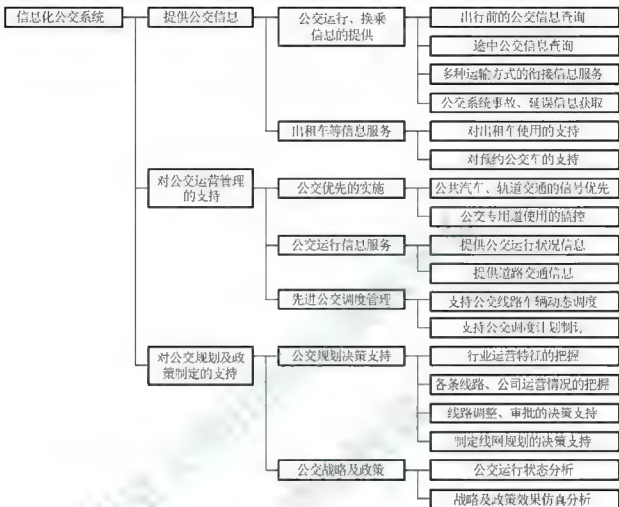 信息化公交系统
提供公交信息
公交运行、换乘
信息的提供
出行前的公交信息查询
途中公交信息查询
多种运输方式的衔接信息服务
公交系统事故、延误信息获取
出租车等信息服务
对出租车使用的支持
对预约公交车的支持
对公交运营管理
的支持
公交优先的实施
公共汽车、轨道交通的信号优先
公交专用道使用的监控
公交运行信息服务
提供公交运行状况信息
提供道路交通信息
先进公交调度管理
支持公交线路车辆动态调度
支持公交调度计划制订
对公交规划及政
策制定的支持
公交规划决策支持
行业运营特征的把握
各条线路、公司运营情况的把握
线路调整、审批的决策支持
制定线网规划的决策支持
公交战略及政策
公交运行状态分析
战略及政策效果仿真分析